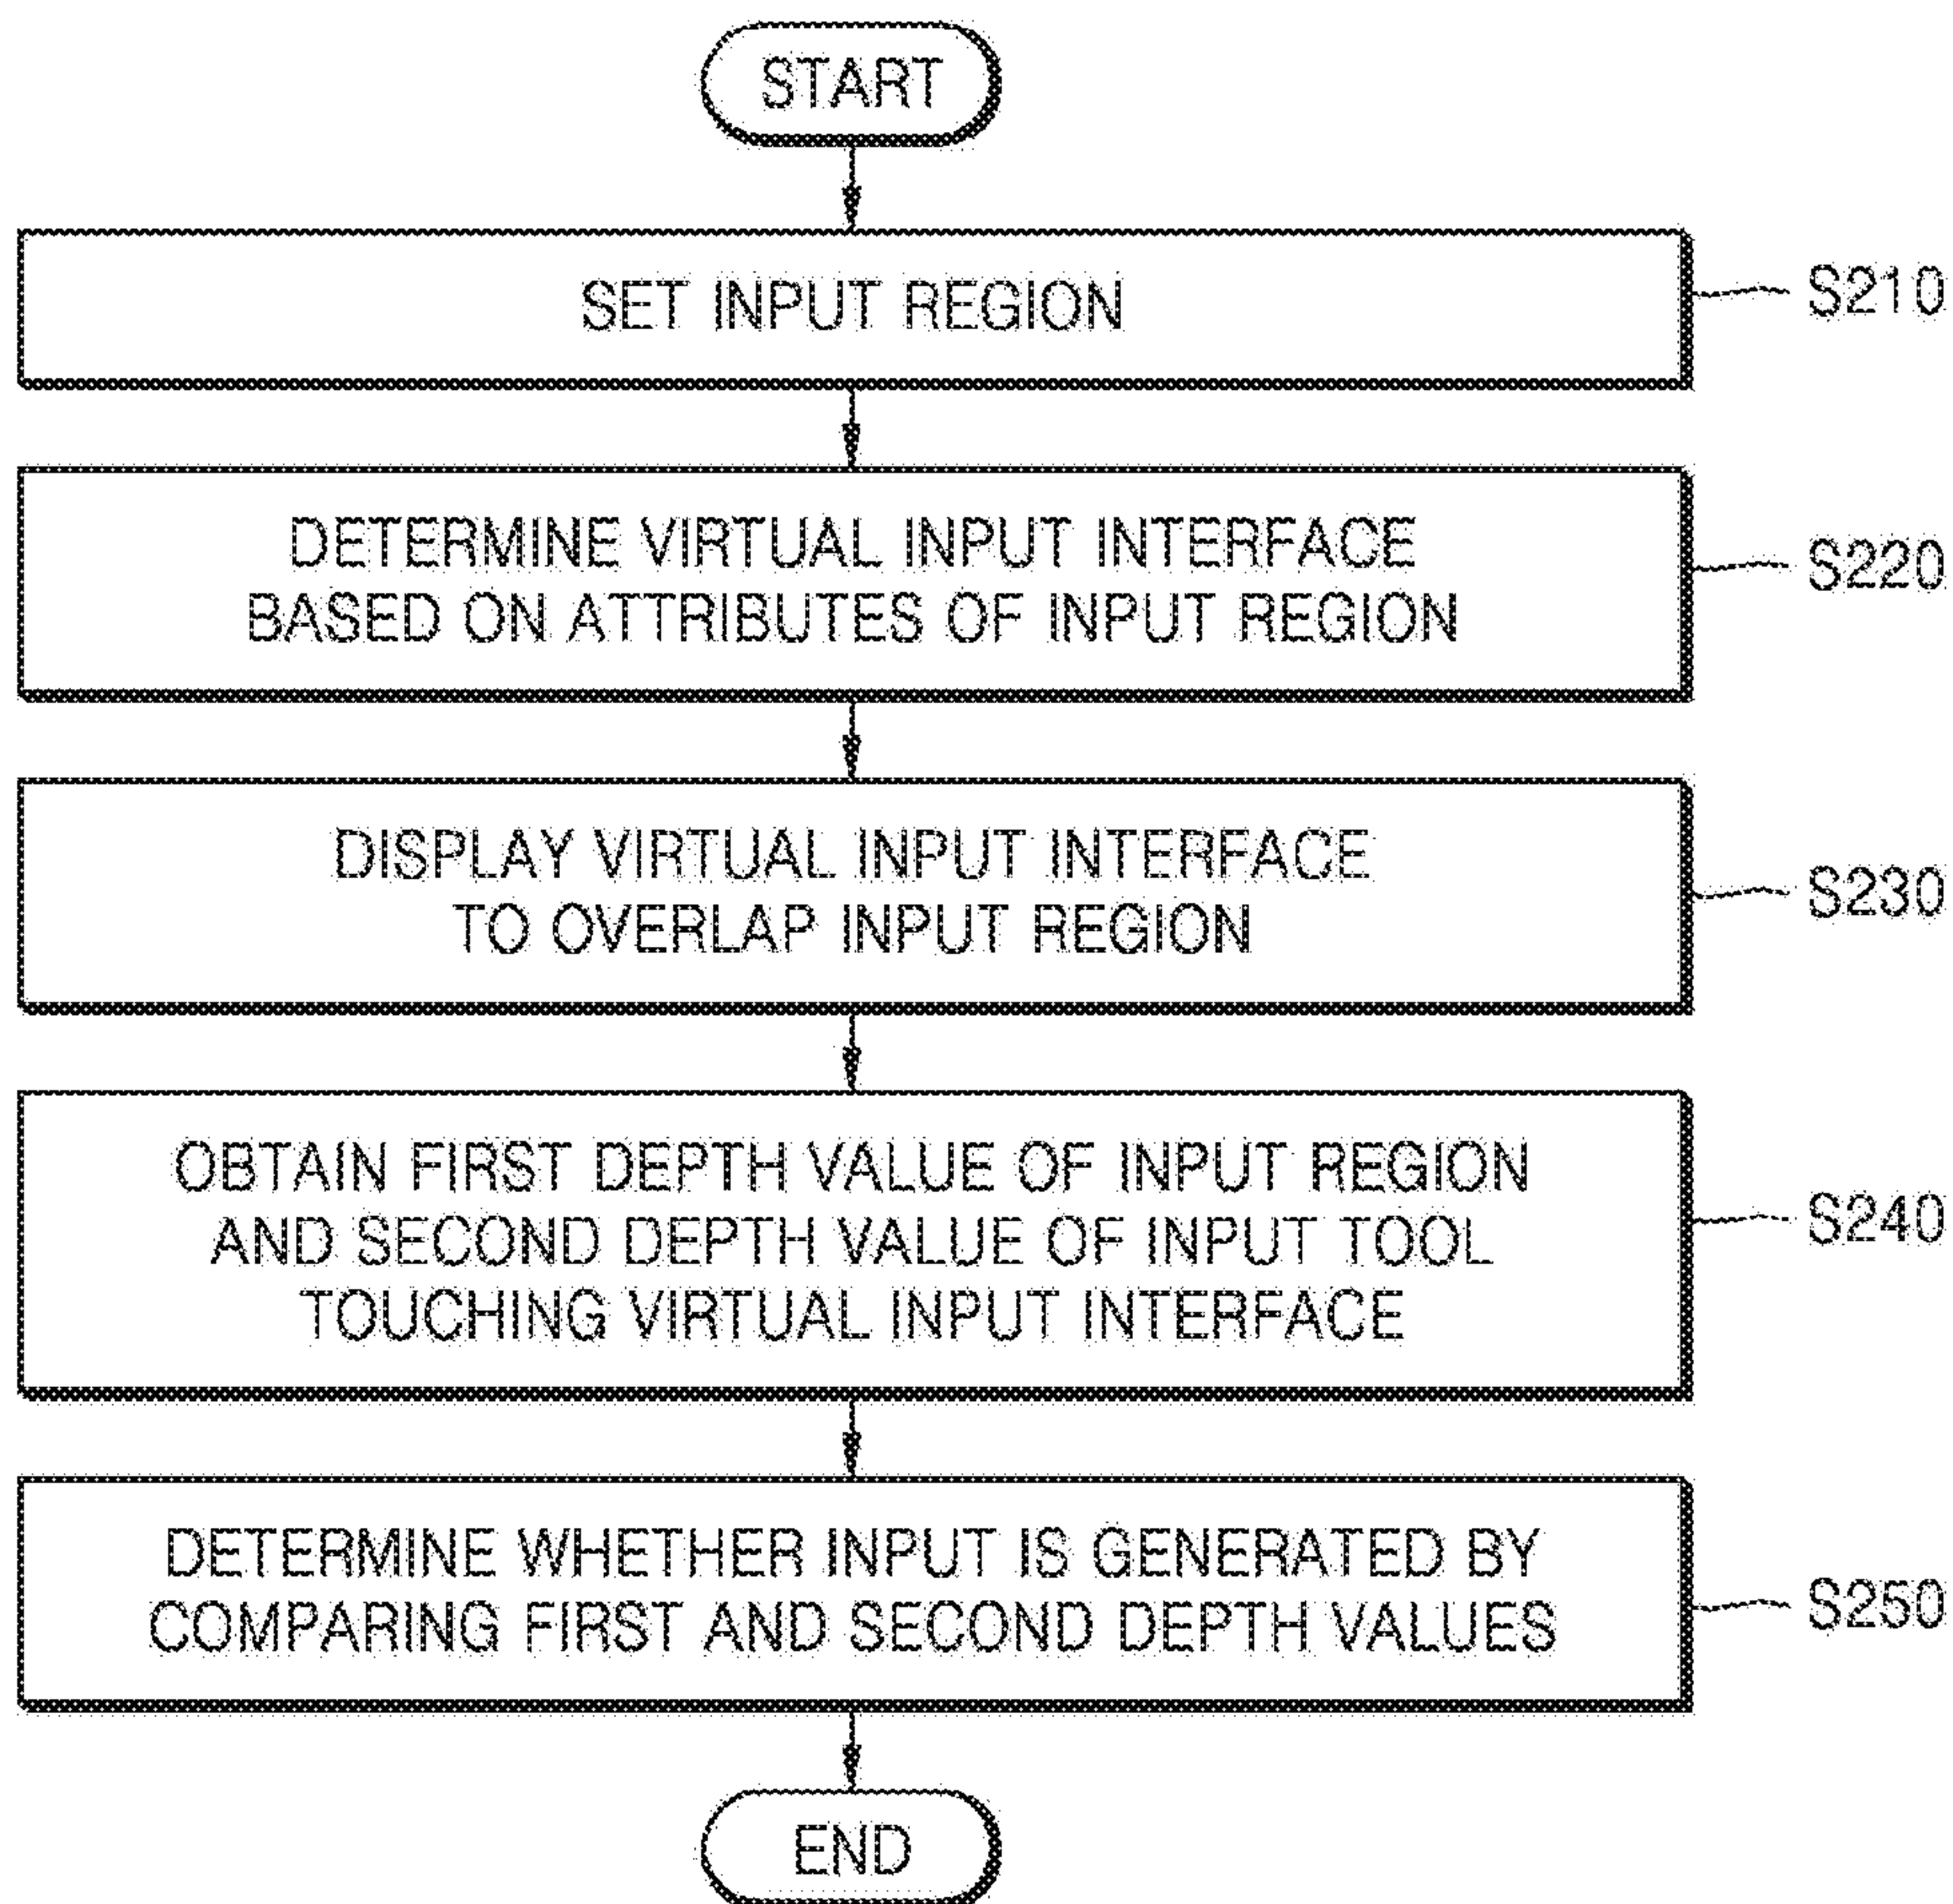 START
SET INPUT REGION
S210
DETERMINE VIRTUAL INPUT INTERFACE
BASED ON ATTRIBUTES OF INPUT REGION
S220
DISPLAY VIRTUAL INPUT INTERFACE
TO OVERLAP INPUT REGION
S230
OBTAIN FIRST DEPTH VALUE OF INPUT REGION
AND SECOND DEPTH VALUE OF INPUT TOOL
TOUCHING VIRTUAL INPUT INTERFACE
S240
DETERMINE WHETHER INPUT IS GENERATED BY
COMPARING FIRST AND SECOND DEPTH VALUES
S250
END